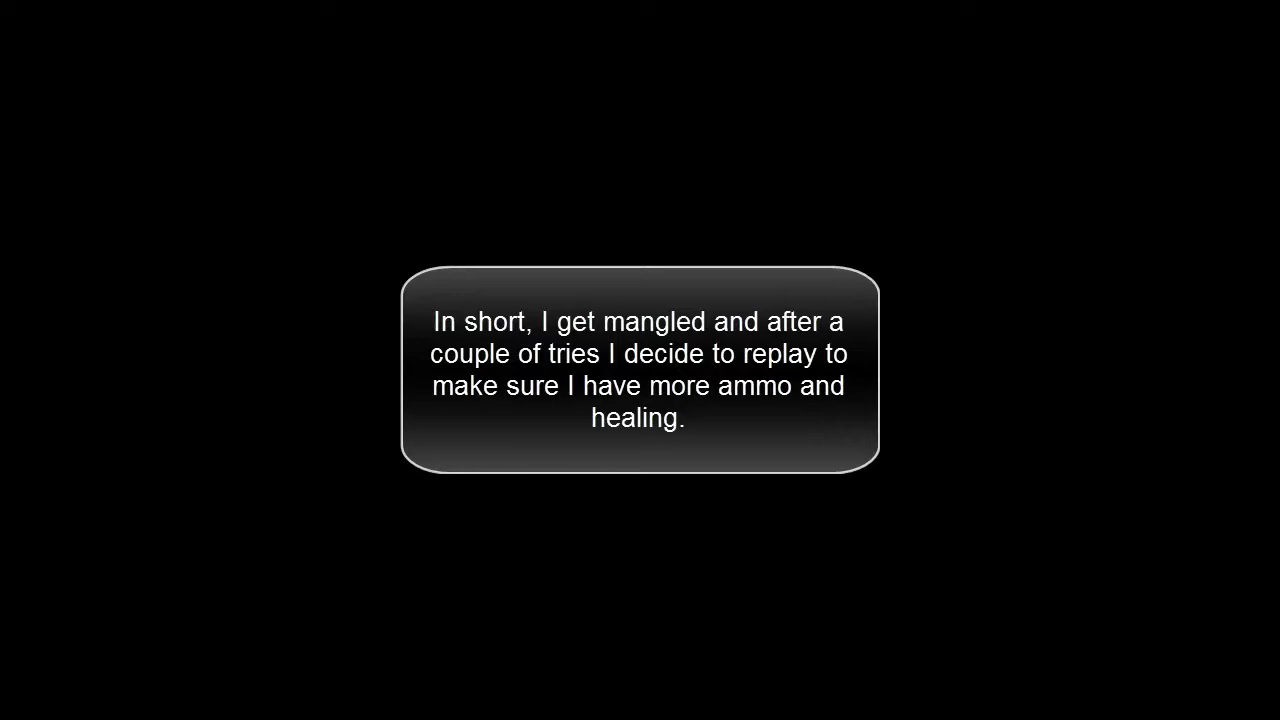 In short, I get mangled and after a
couple of tries I decide to replay to
make sure I have more ammo and
healing.